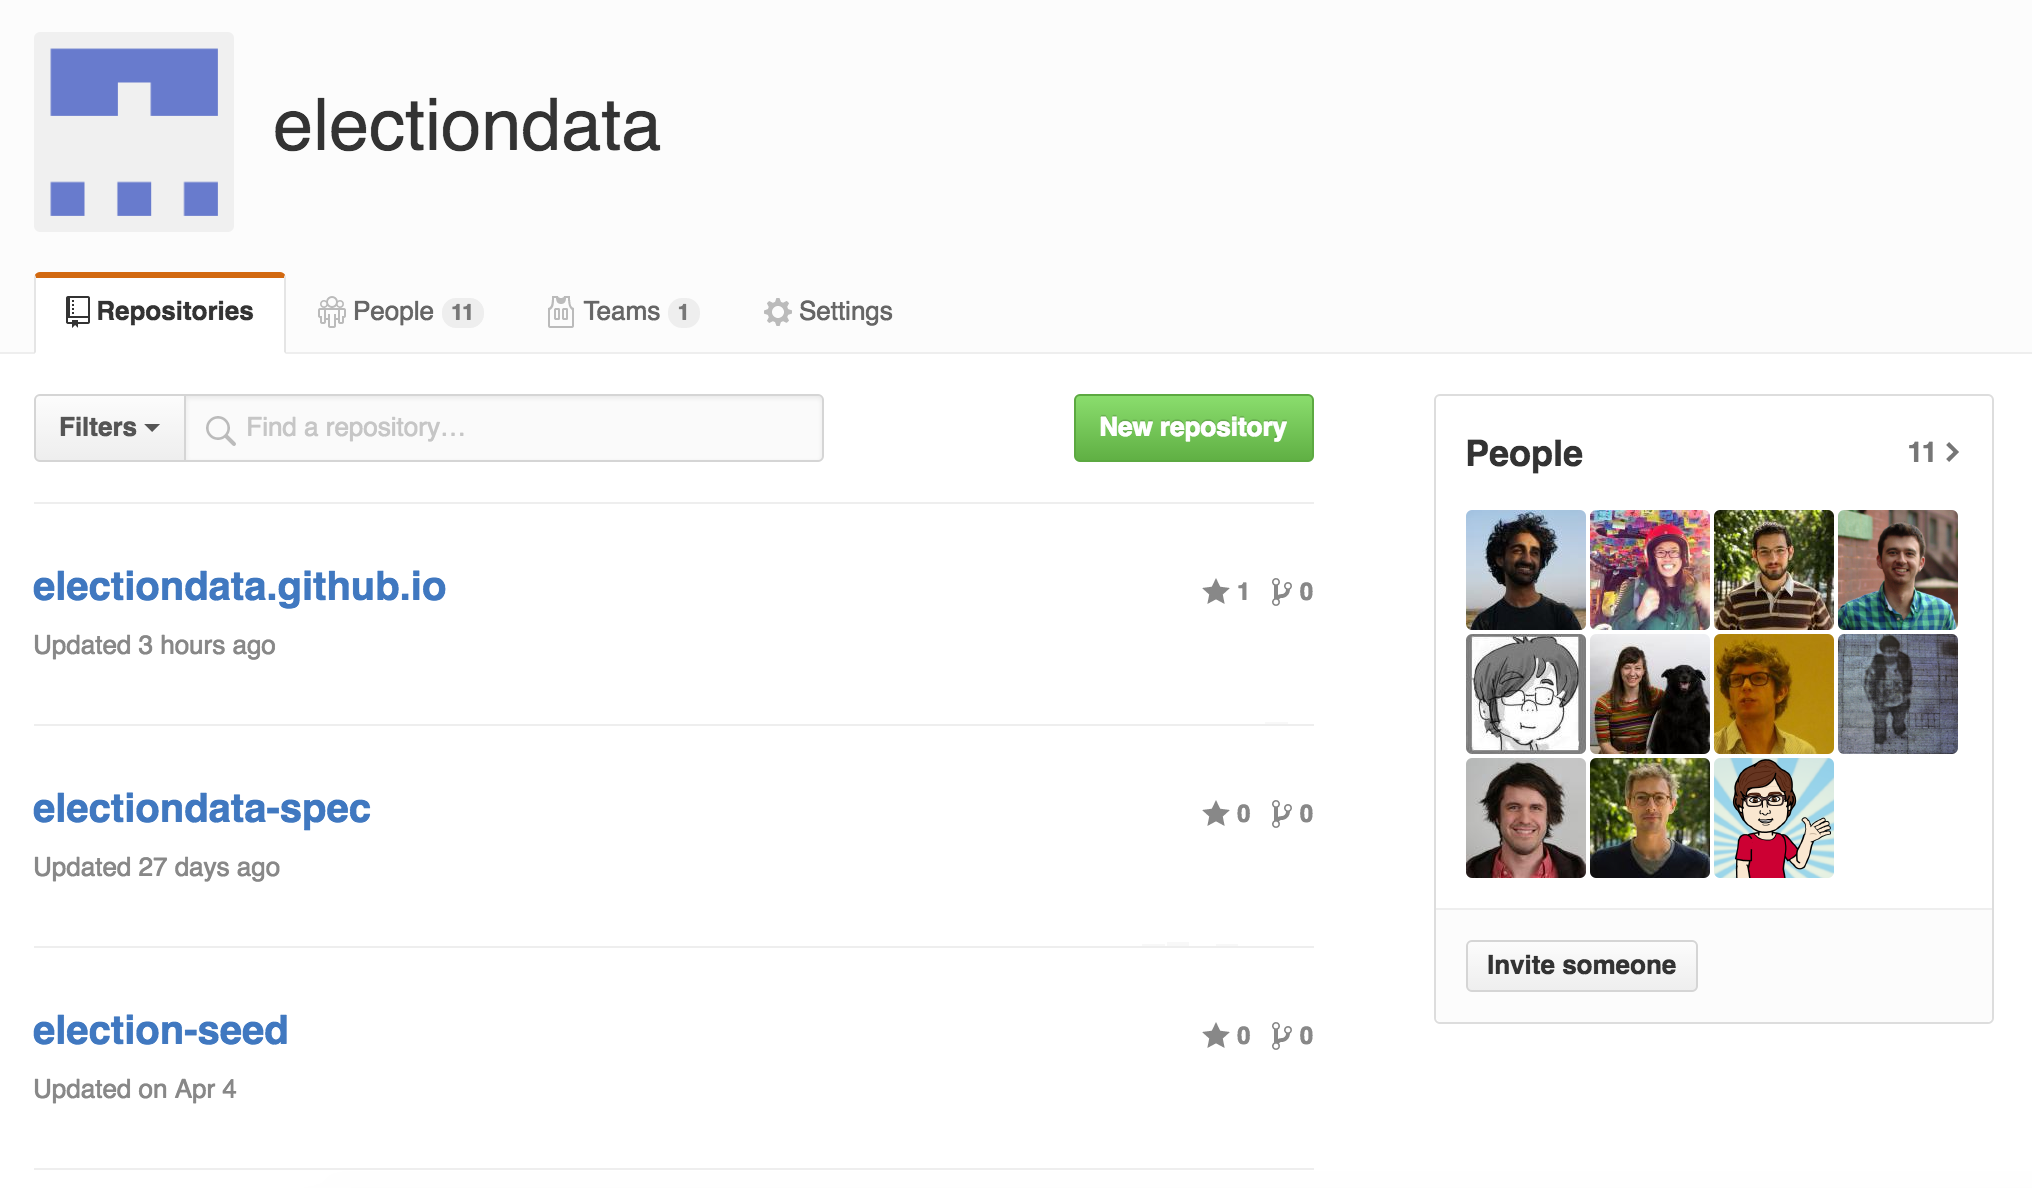 electiondata
Repositories People 11 Teams 1 Settings
Filters Find a repository... New repository
electiondata.github.io 1 0
Updated 3 hours ago
electiondata-spec 0 0
Updated 27 days ago
election-seed 0 0
Updated on Apr 4
People 11
Invite someone